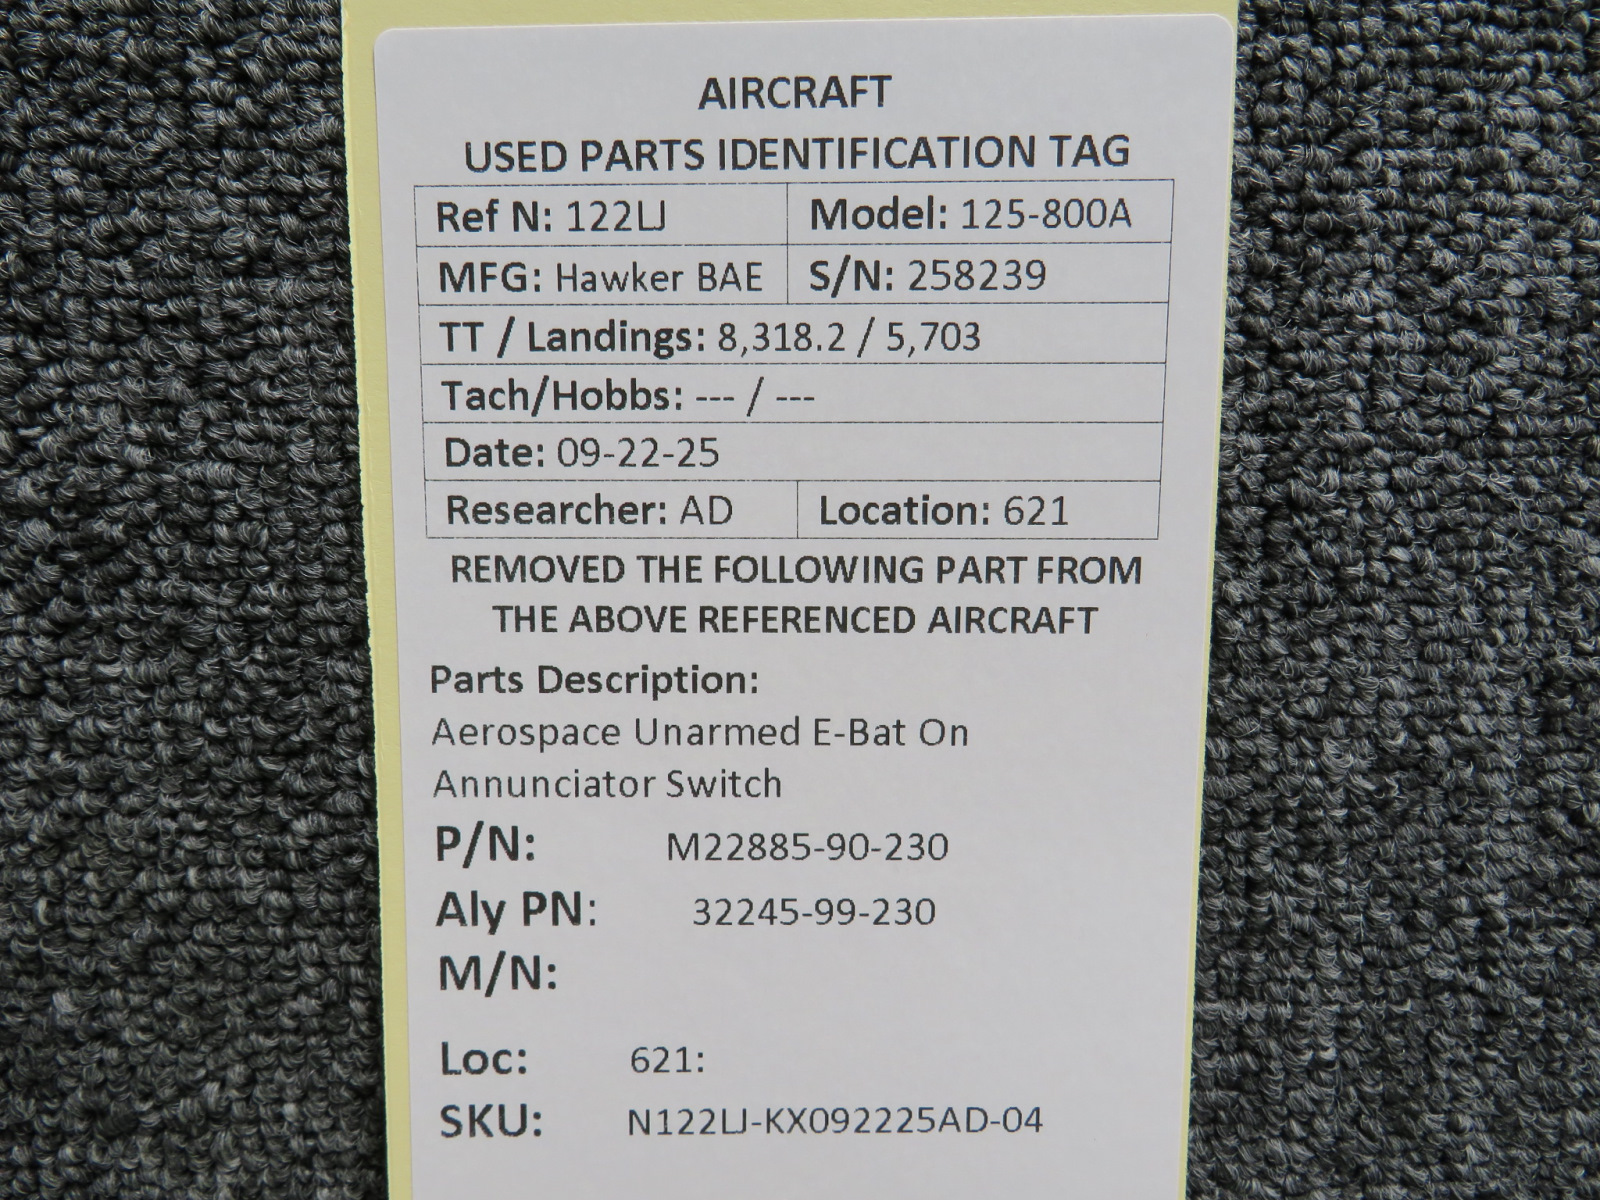 AIRCRAFT
USED PARTS IDENTIFICATION TAG
Ref N: 122LJ Model: 125-800A
MFG: Hawker BAE S/N: 258239
TT / Landings: 8,318.2 / 5,703
Tach/Hobbs: --- / ---
Date: 09-22-25
Researcher: AD Location: 621
REMOVED THE FOLLOWING PART FROM
THE ABOVE REFERENCED AIRCRAFT
Parts Description:
Aerospace Unarmed E-Bat On
Annunciator Switch
P/N: M22885-90-230
Aly PN: 32245-99-230
M/N:
Loc: 621:
SKU: N122LJ-KX092225AD-04